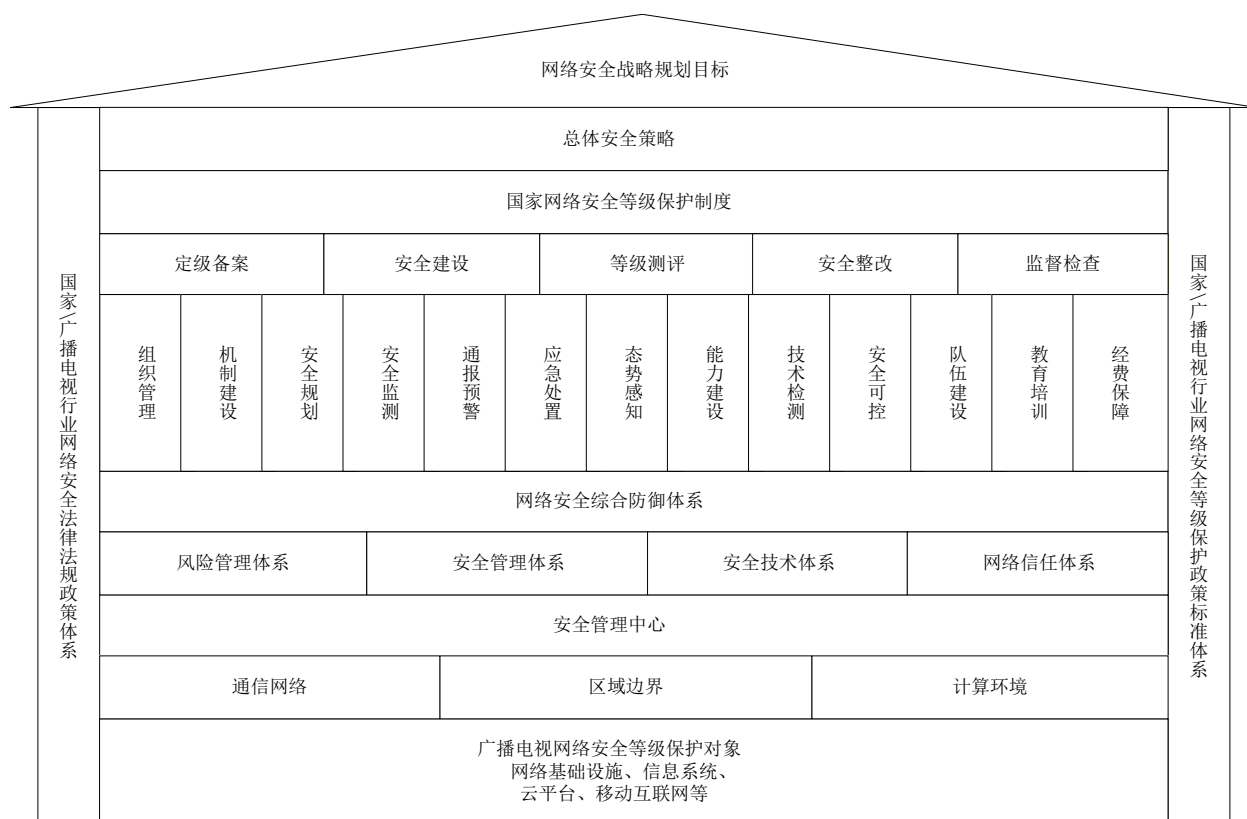 网络安全战略规划目标
总体安全策略
国家网络安全等级保护制度
定级备案
安全建设
等级测评
安全整改
监督检查
国家\广播电视行业网络安全法律法规政策体系
组织管理
机制建设
安全规划
安全监测
通报预警
应急处置
态势感知
能力建设
技术检测
安全可控
队伍建设
教育培训
经费保障
国家\广播电视行业网络安全等级保护政策标准体系
网络安全综合防御体系
风险管理体系
安全管理体系
安全技术体系
网络信任体系
安全管理中心
通信网络
区域边界
计算环境
广播电视网络安全等级保护对象
网络基础设施、信息系统、
云平台、移动互联网等